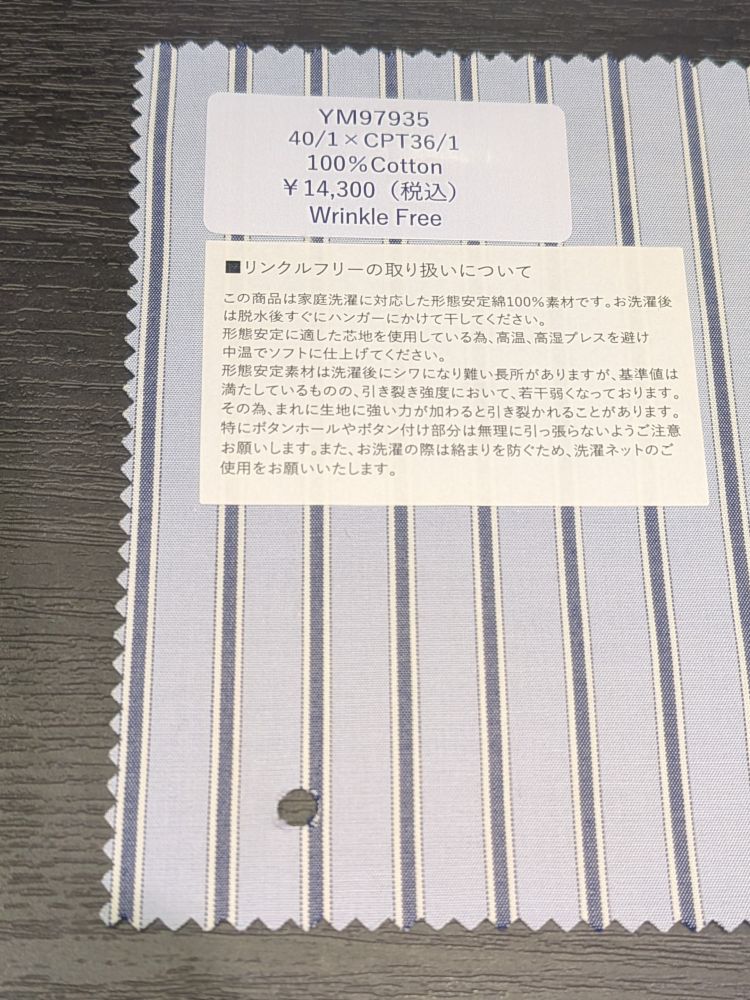 YM97935
40/1×CPT36/1
100%Cotton
¥14,300（税込）
Wrinkle Free
■リンクルフリーの取り扱いについて
この商品は家庭洗濯に対応した形態安定綿100%素材です。お洗濯後
は脱水後すぐにハンガーにかけて干してください。
形態安定に適した芯地を使用している為、高温、高湿プレスを避け
中温でソフトに仕上げてください。
形態安定素材は洗濯後にシワになり難い長所がありますが、基準値は
満たしているものの、引き裂き強度において、若干弱くなっております。
その為、まれに生地に強い力が加わると引き裂かれることがあります。
特にボタンホールやボタン付け部分は無理に引っ張らないようご注意
お願いします。また、お洗濯の際は絡まりを防ぐため、洗濯ネットのご
使用をお願いいたします。